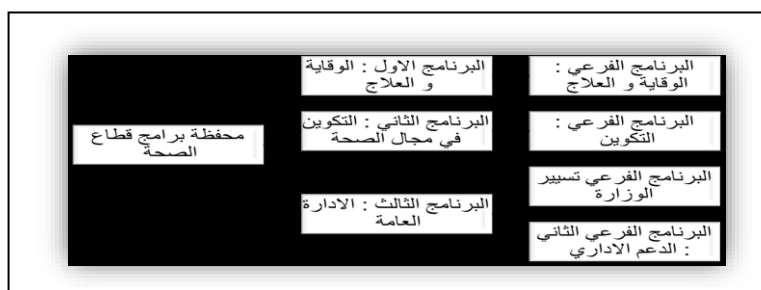 محفظة برامج قطاع
الصحة
البرنامج الاول : الوقاية
و العلاج
البرنامج الثاني : التكوين
في مجال الصحة
البرنامج الثالث : الادارة
العامة
البرنامج الفرعي :
الوقاية و العلاج
البرنامج الفرعي :
التكوين
البرنامج الفرعي تسيير
الوزارة
البرنامج الفرعي الثاني
: الدعم الاداري